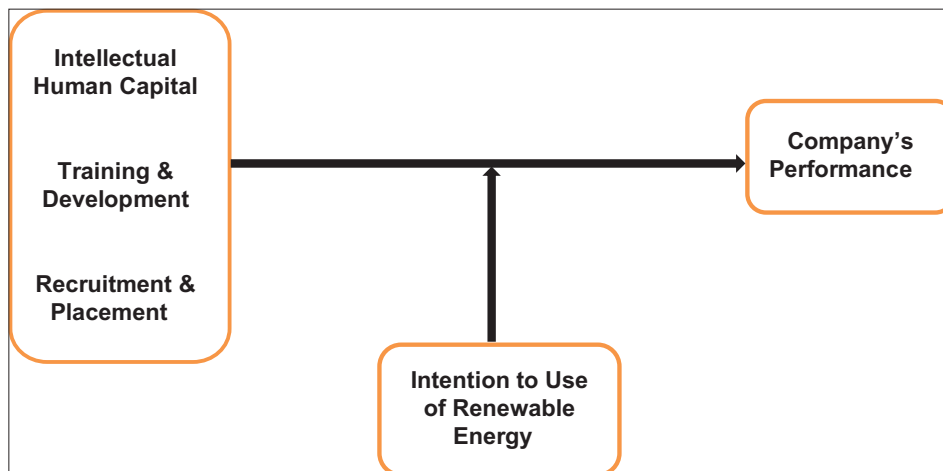 Intellectual
Human Capital
Training &
Development
Recruitment &
Placement
Company’s
Performance
Intention to Use
of Renewable
Energy